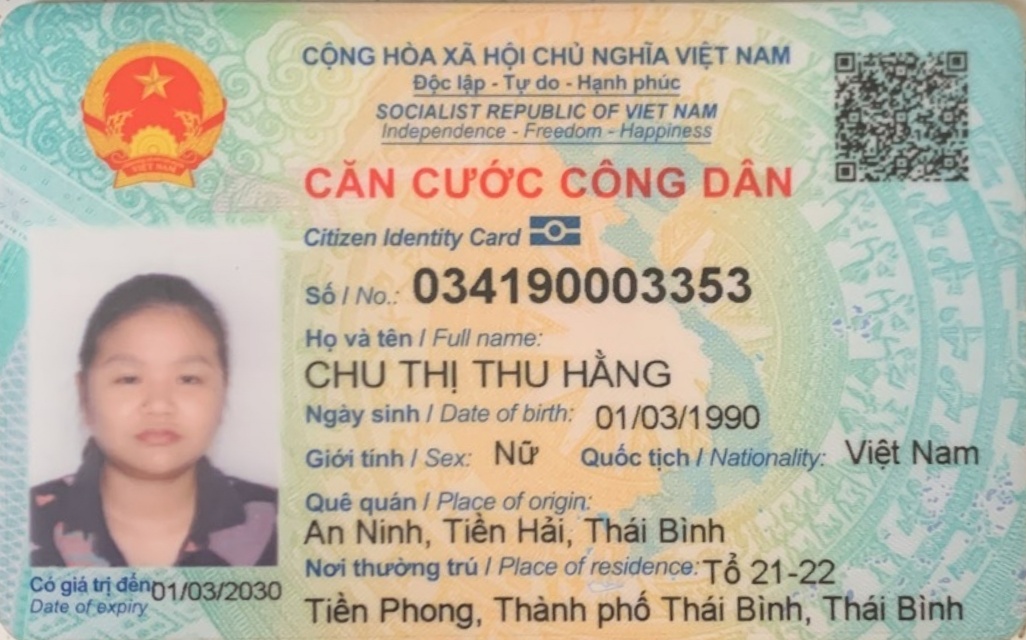 CỘNG HÒA XÃ HỘI CHỦ NGHĨA VIỆT NAM
Độc lập - Tự do - Hạnh phúc
SOCIALIST REPUBLIC OF VIET NAM
Independence - Freedom - Happiness
CĂN CƯỚC CÔNG DÂN
Citizen Identity Card
Số / No.: 034190003353
Họ và tên / Full name:
CHU THỊ THU HẰNG
Ngày sinh / Date of birth: 01/03/1990
Giới tính / Sex: Nữ Quốc tịch / Nationality: Việt Nam
Quê quán / Place of origin:
An Ninh, Tiền Hải, Thái Bình
Nơi thường trú / Place of residence: Tổ 21-22
Tiền Phong, Thành phố Thái Bình, Thái Bình
Có giá trị đến 01/03/2030
Date of expiry
VIỆT NAM